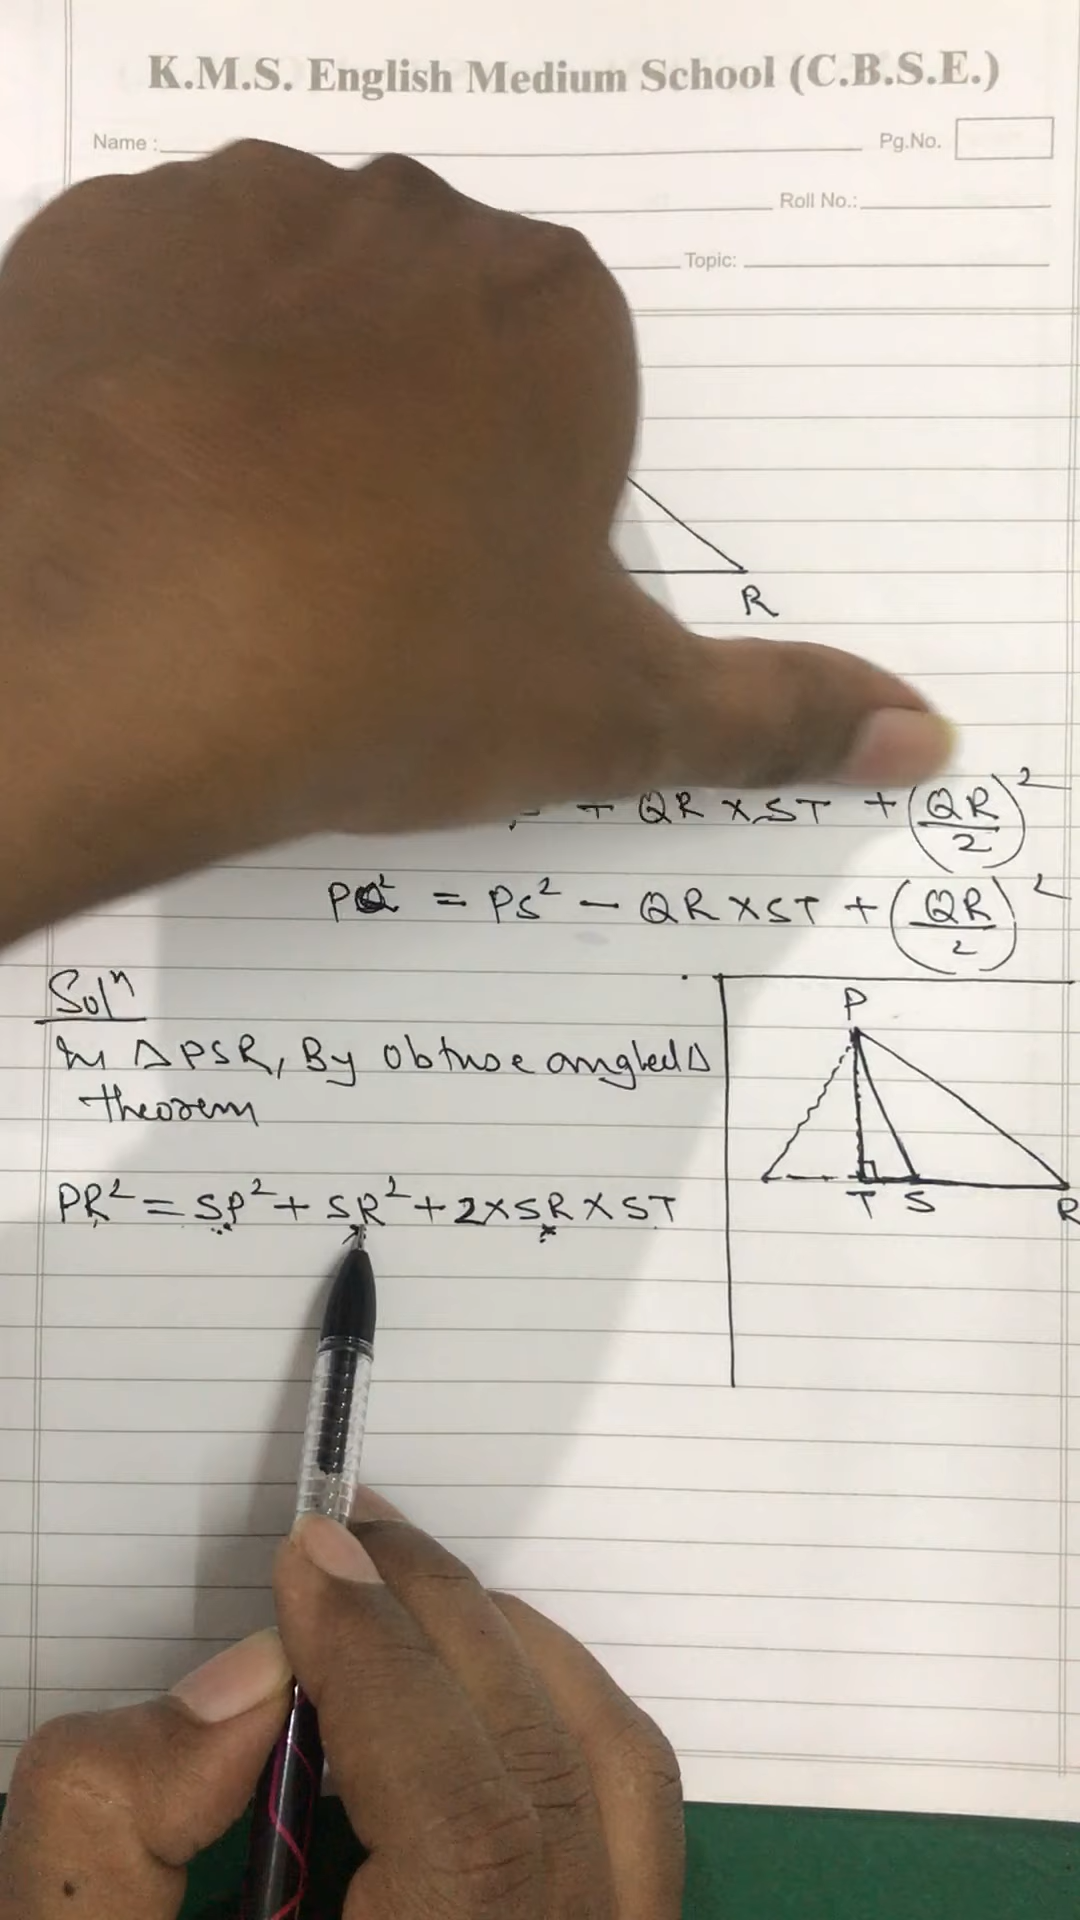 K.M.S. English Medium School (C.B.S.E.)
Name :
Pg.No.
Roll No.:
Topic:
R
+ QR × ST + (QR/2)²
PQ² = PS² − QR × ST + (QR/2)²
Solⁿ
In △PSR, By obtuse angled △
theorem
P
PR² = SP² + SR² + 2×SR×ST
T S R